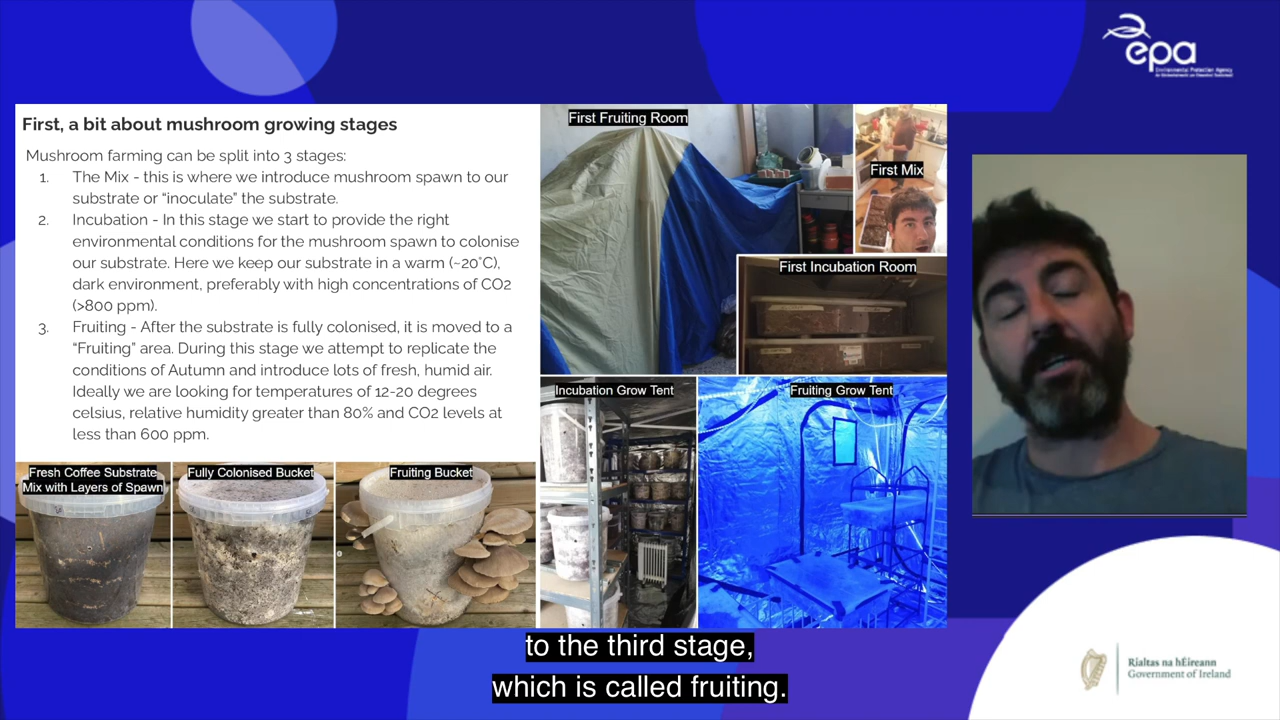 epa
Environmental Protection Agency
First, a bit about mushroom growing stages
Mushroom farming can be split into 3 stages:
1. The Mix - this is where we introduce mushroom spawn to our
substrate or “inoculate” the substrate.
2. Incubation - In this stage we start to provide the right
environmental conditions for the mushroom spawn to colonise
our substrate. Here we keep our substrate in a warm (~20°C),
dark environment, preferably with high concentrations of CO2
(>800 ppm).
3. Fruiting - After the substrate is fully colonised, it is moved to a
“Fruiting” area. During this stage we attempt to replicate the
conditions of Autumn and introduce lots of fresh, humid air.
Ideally we are looking for temperatures of 12-20 degrees
celsius, relative humidity greater than 80% and CO2 levels at
less than 600 ppm.
Fresh Coffee Substrate
Mix with Layers of Spawn
Fully Colonised Bucket
Fruiting Bucket
First Fruiting Room
First Mix
First Incubation Room
Incubation Grow Tent
Fruiting Grow Tent
to the third stage,
which is called fruiting.
Rialtas na hÉireann
Government of Ireland